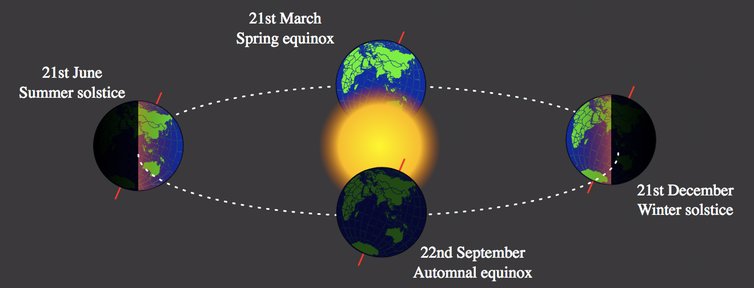 21st March
Spring equinox
21st June
Summer solstice
21st December
Winter solstice
22nd September
Automnal equinox